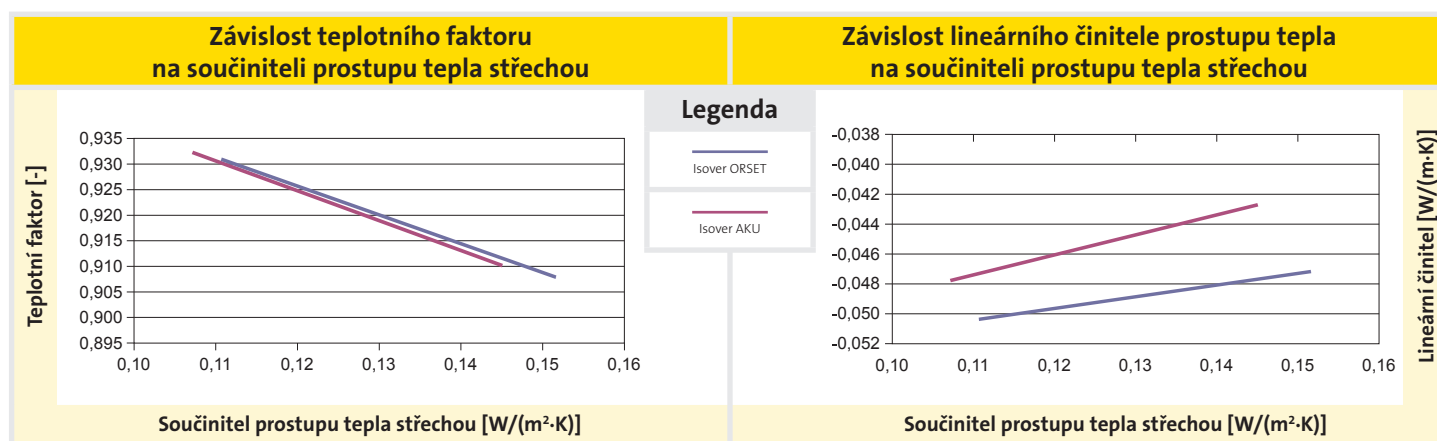 Závislost teplotního faktoru
na součiniteli prostupu tepla střechou
Teplotní faktor [-]
0,935
0,930
0,925
0,920
0,915
0,910
0,905
0,900
0,895
0,10 0,11 0,12 0,13 0,14 0,15 0,16
Součinitel prostupu tepla střechou [W/(m²·K)]
Legenda
Isover ORSET
Isover AKU
Závislost lineárního činitele prostupu tepla
na součiniteli prostupu tepla střechou
-0,038
-0,040
-0,042
-0,044
-0,046
-0,048
-0,050
-0,052
0,10 0,11 0,12 0,13 0,14 0,15 0,16
Lineární činitel [W/(m·K)]
Součinitel prostupu tepla střechou [W/(m²·K)]